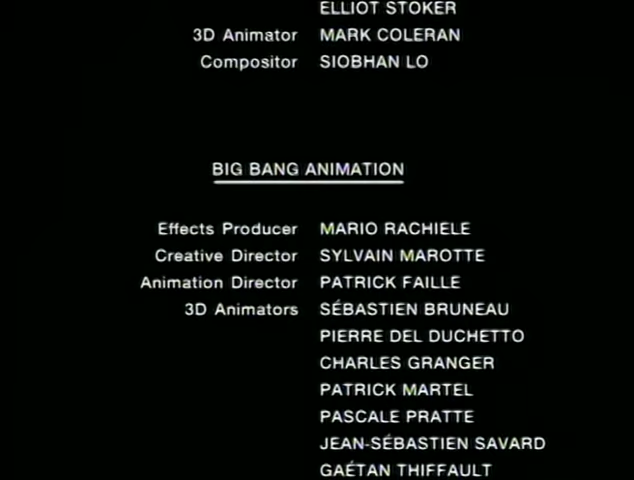 ELLIOT STOKER
3D Animator MARK COLERAN
Compositor SIOBHAN LO
BIG BANG ANIMATION
Effects Producer MARIO RACHIELE
Creative Director SYLVAIN MAROTTE
Animation Director PATRICK FAILLE
3D Animators SÉBASTIEN BRUNEAU
PIERRE DEL DUCHETTO
CHARLES GRANGER
PATRICK MARTEL
PASCALE PRATTE
JEAN-SÉBASTIEN SAVARD
GAÉTAN THIFFAULT